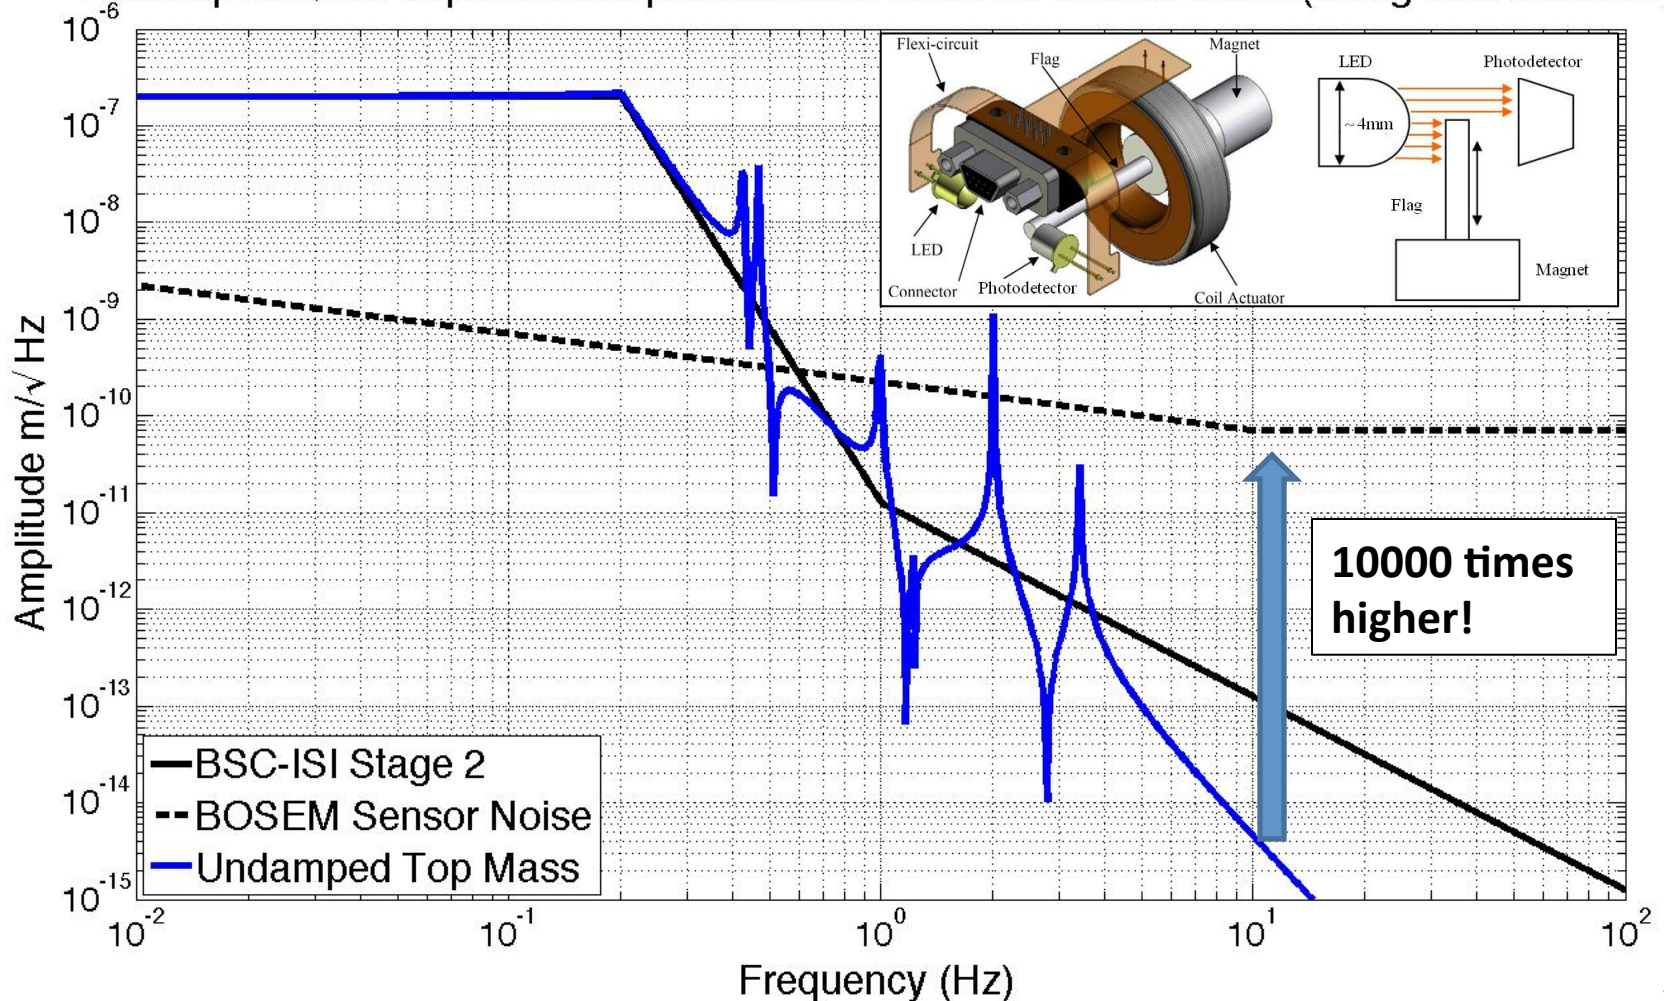 10^-6
10^-7
10^-8
10^-9
10^-10
10^-11
10^-12
10^-13
10^-14
10^-15
Amplitude m/√Hz
Flexi-circuit
Flag
Magnet
LED
Connector
Photodetector
Coil Actuator
LED
Photodetector
~4mm
Flag
Magnet
10000 times
higher!
BSC-ISI Stage 2
BOSEM Sensor Noise
Undamped Top Mass
10^-2
10^-1
10^0
10^1
10^2
Frequency (Hz)